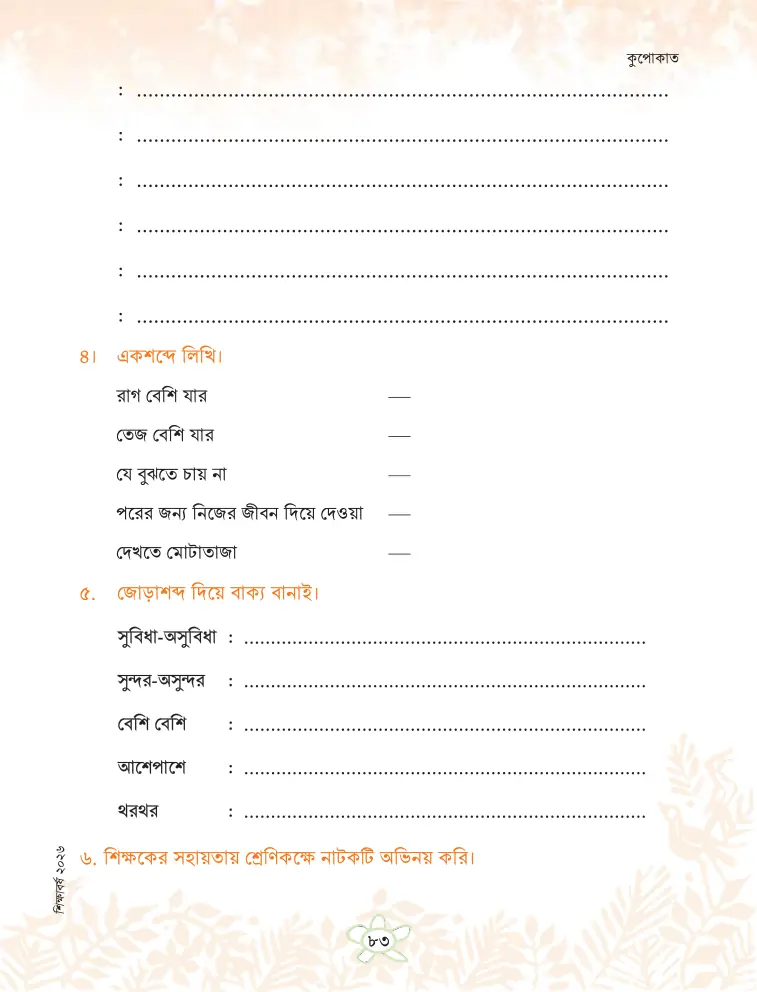 কুপোকাত
: ..........................................................................................
: ..........................................................................................
: ..........................................................................................
: ..........................................................................................
: ..........................................................................................
: ..........................................................................................
৪। একশব্দে লিখি।
রাগ বেশি যার —
তেজ বেশি যার —
যে বুঝতে চায় না —
পরের জন্য নিজের জীবন দিয়ে দেওয়া —
দেখতে মোটাতাজা —
৫. জোড়াশব্দ দিয়ে বাক্য বানাই।
সুবিধা-অসুবিধা : ..........................................................................
সুন্দর-অসুন্দর : ..........................................................................
বেশি বেশি : ..........................................................................
আশেপাশে : ..........................................................................
থরথর : ..........................................................................
৬. শিক্ষকের সহায়তায় শ্রেণিকক্ষে নাটকটি অভিনয় করি।
শিক্ষাবর্ষ ২০২৬
৮৩